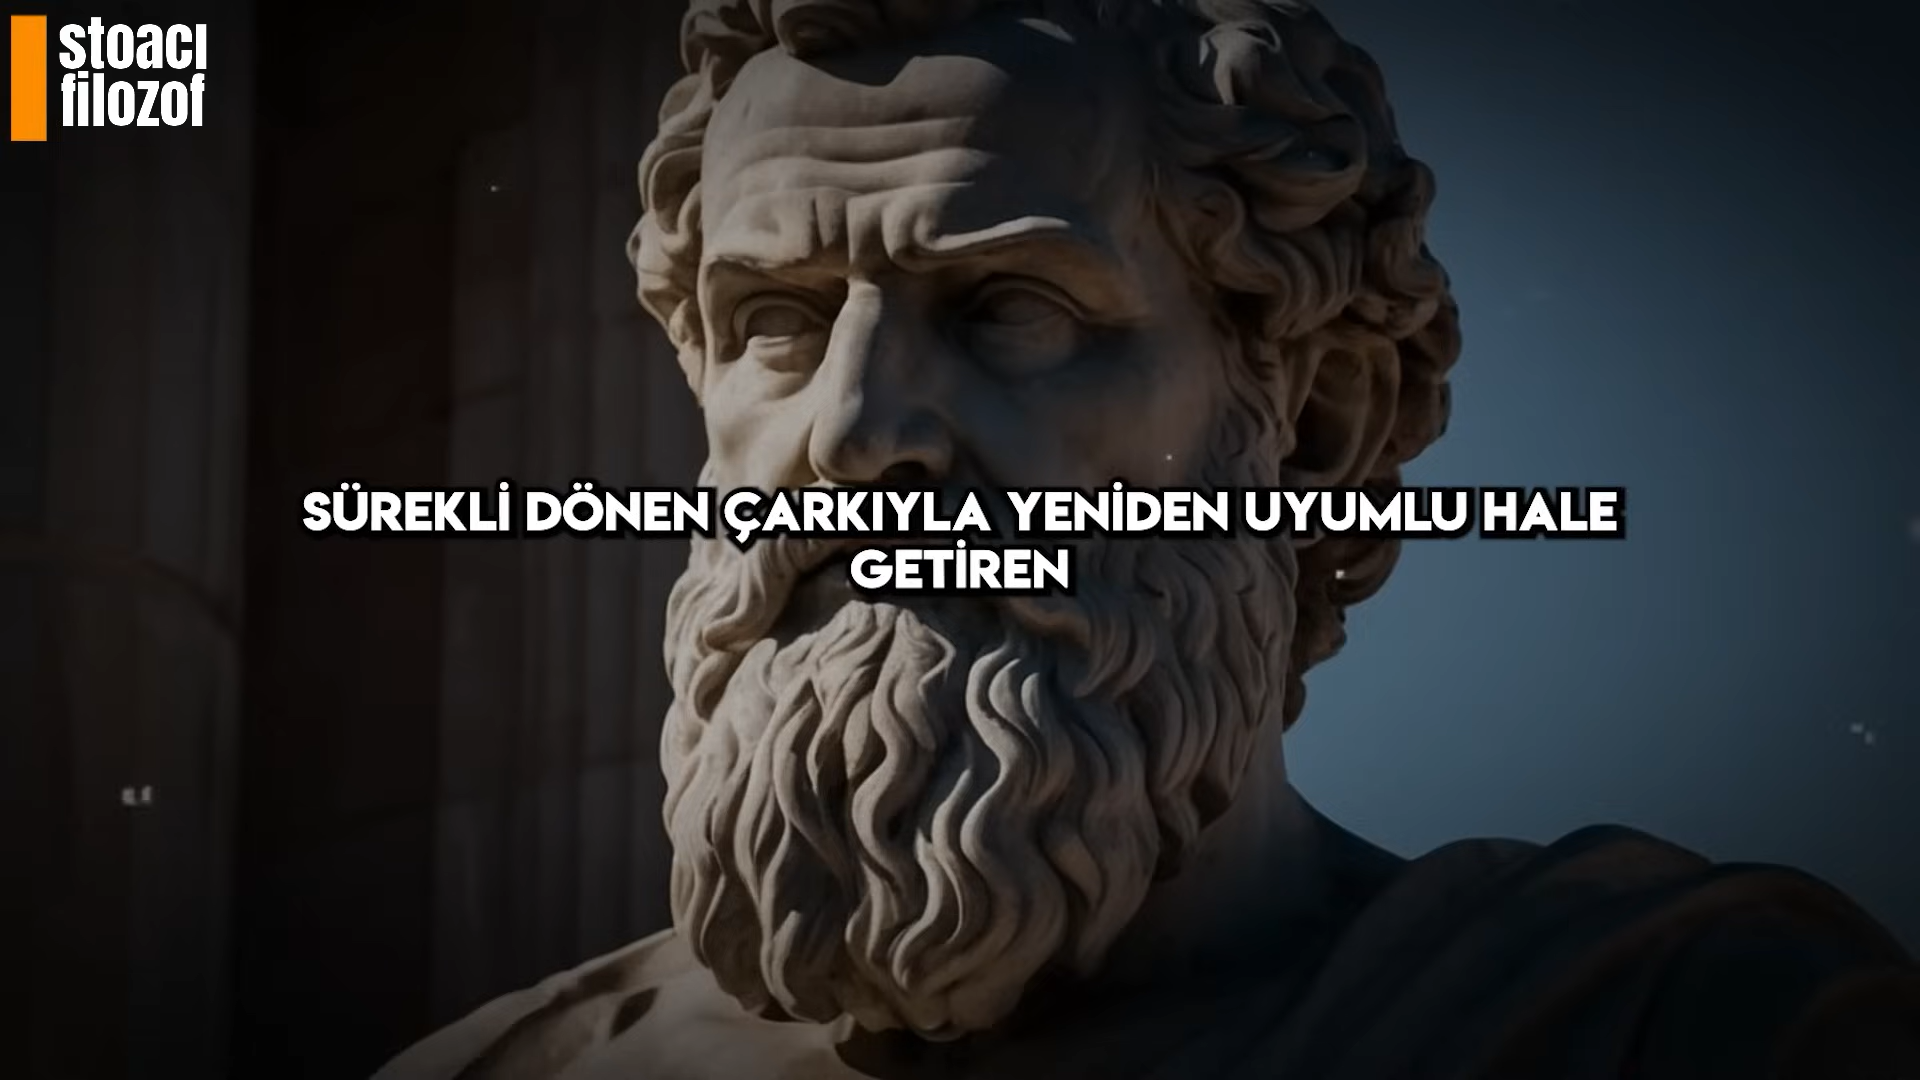 stoacı
filozof
SÜREKLİ DÖNEN ÇARKIYLA YENİDEN UYUMLU HALE
GETİREN